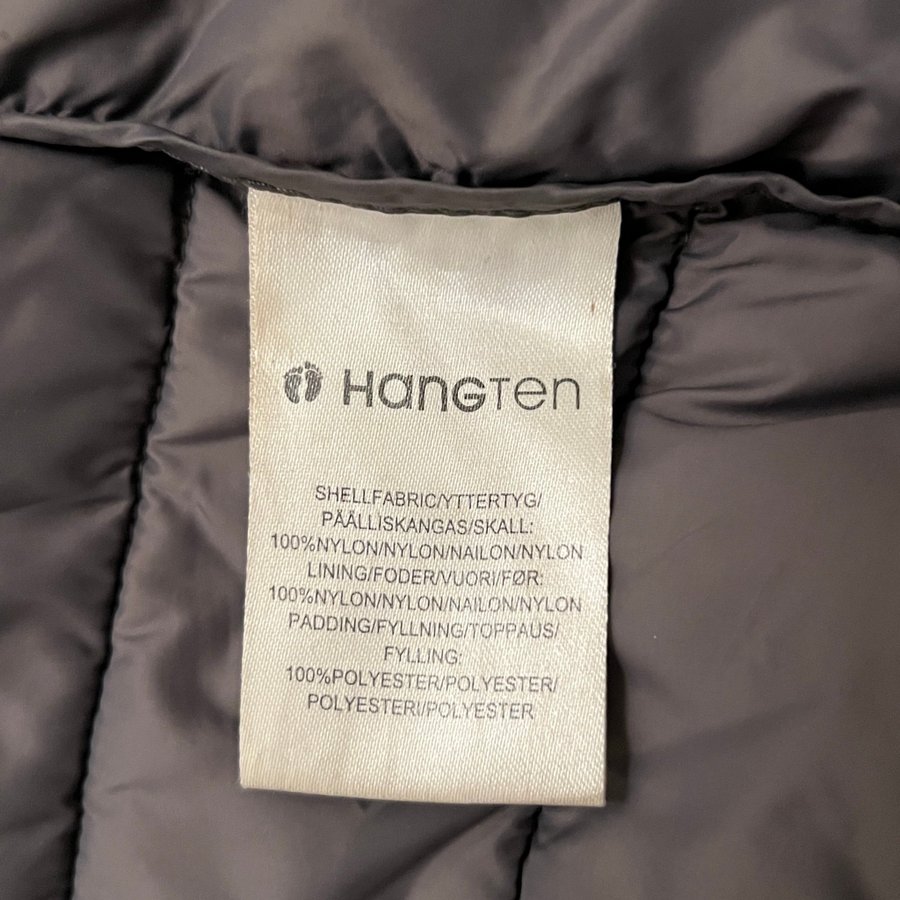 HangTen
SHELLFABRIC/YTTERTYG/
PÄÄLLISKANGAS/SKALL:
100%NYLON/NYLON/NAILON/NYLON
LINING/FODER/VUORI/FØR:
100%NYLON/NYLON/NAILON/NYLON
PADDING/FYLLNING/TOPPAUS/
FYLLING:
100%POLYESTER/POLYESTER/
POLYESTERI/POLYESTER